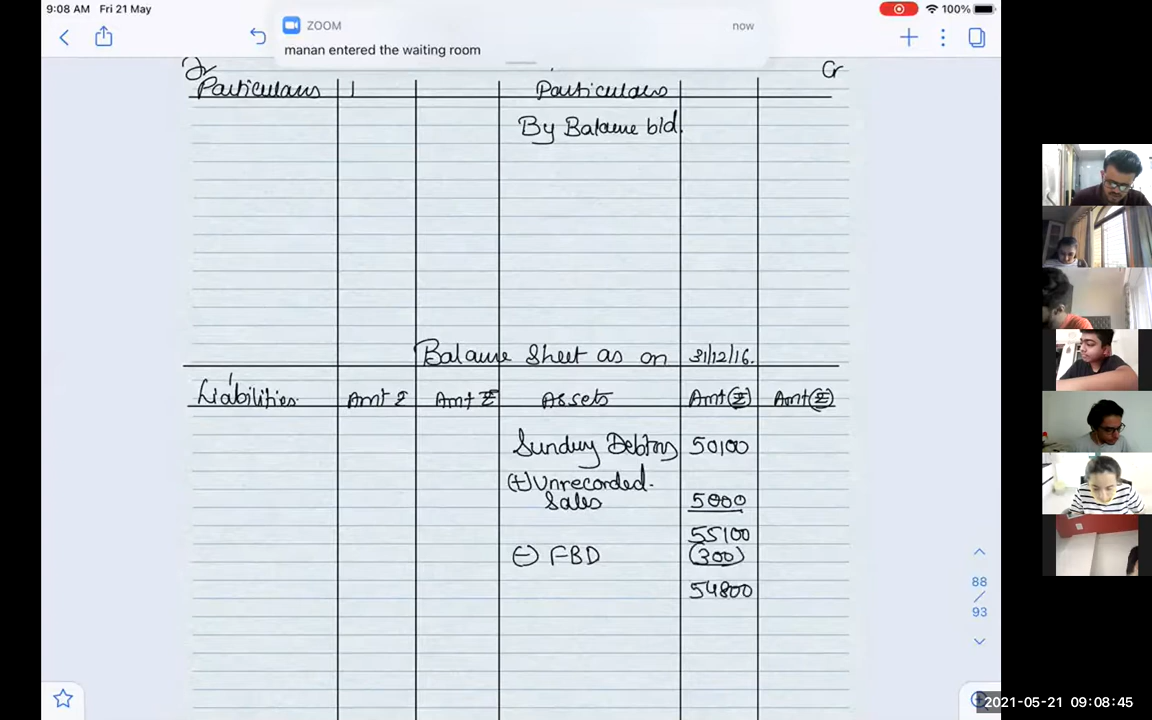 9:08 AM Fri 21 May
100%
ZOOM
now
manan entered the waiting room
Dr
Cr
Particulars
Particulars
By Balance b/d.
Balance Sheet as on 31/12/16.
Liabilities. Amt ₹ Amt ₹ Assets Amt(₹) Amt(₹)
Sundry Debtors 50100
(+) Unrecorded.
Sales 5000
55100
(-) FBD (300)
54800
88
/
93
2021-05-21 09:08:45